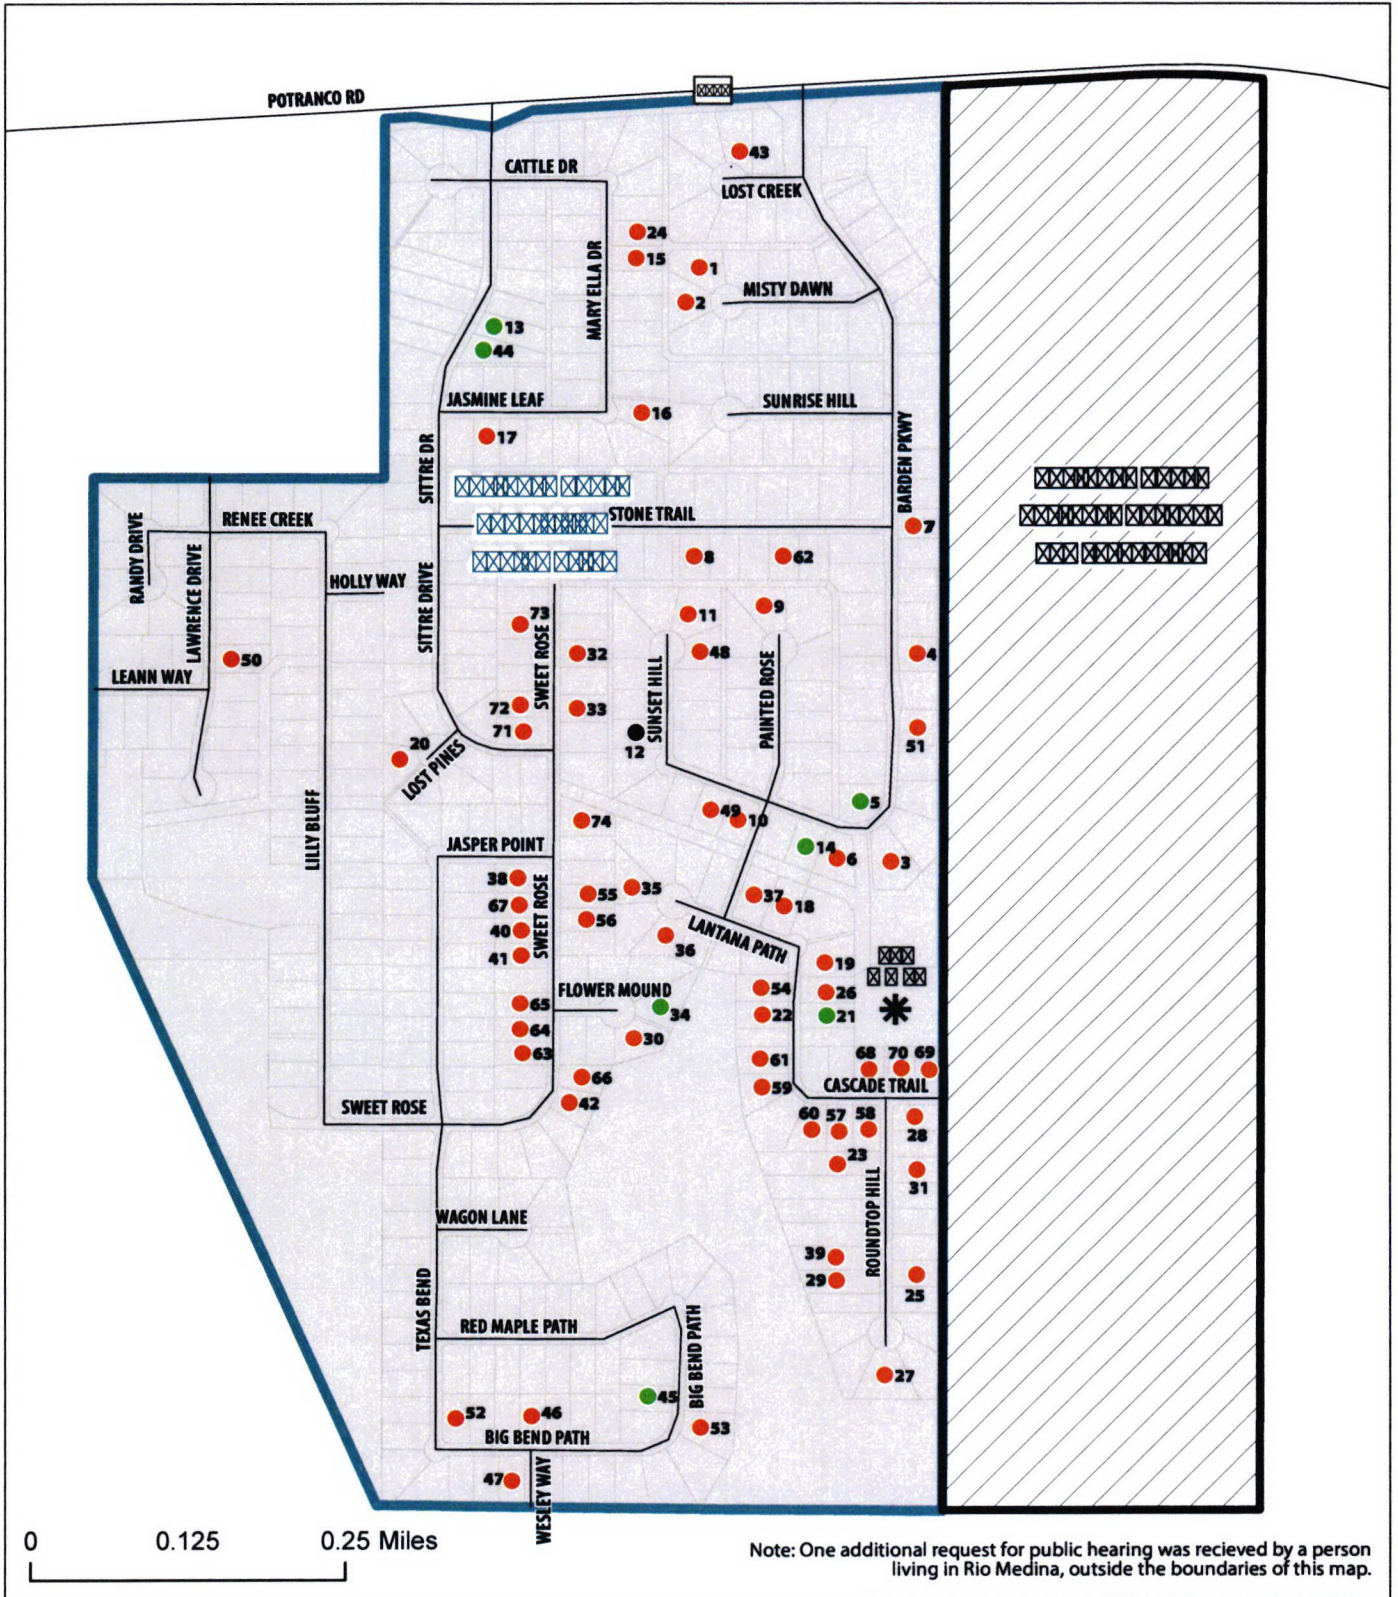 POTRANCO RD
43
CATTLE DR
LOST CREEK
24
15
1
MARY ELLA DR
MISTY DAWN
2
13
44
JASMINE LEAF
SUNRISE HILL
16
17
SITTRE DR
BARDEN PKWY
STONE TRAIL
7
RENEE CREEK
RANDY DRIVE
LAWRENCE DRIVE
HOLLY WAY
SITTRE DRIVE
8
62
9
11
73
SWEET ROSE
32
48
4
50
LEANN WAY
SUNSET HILL
PAINTED ROSE
72
33
71
12
51
20
LOST PINES
5
49
10
74
LILLY BLUFF
JASPER POINT
14
6
3
38
55
35
37
18
67
SWEET ROSE
56
40
36
LANTANA PATH
41
19
FLOWER MOUND
54
26
65
34
22
21
64
30
63
61
68 70 69
66
59
CASCADE TRAIL
42
SWEET ROSE
60 57 58
28
23
31
ROUNDTOP HILL
WAGON LANE
39
29
25
TEXAS BEND
RED MAPLE PATH
BIG BEND PATH
27
45
52
46
53
BIG BEND PATH
47
WESLEY WAY
0 0.125 0.25 Miles
Note: One additional request for public hearing was recieved by a person
living in Rio Medina, outside the boundaries of this map.